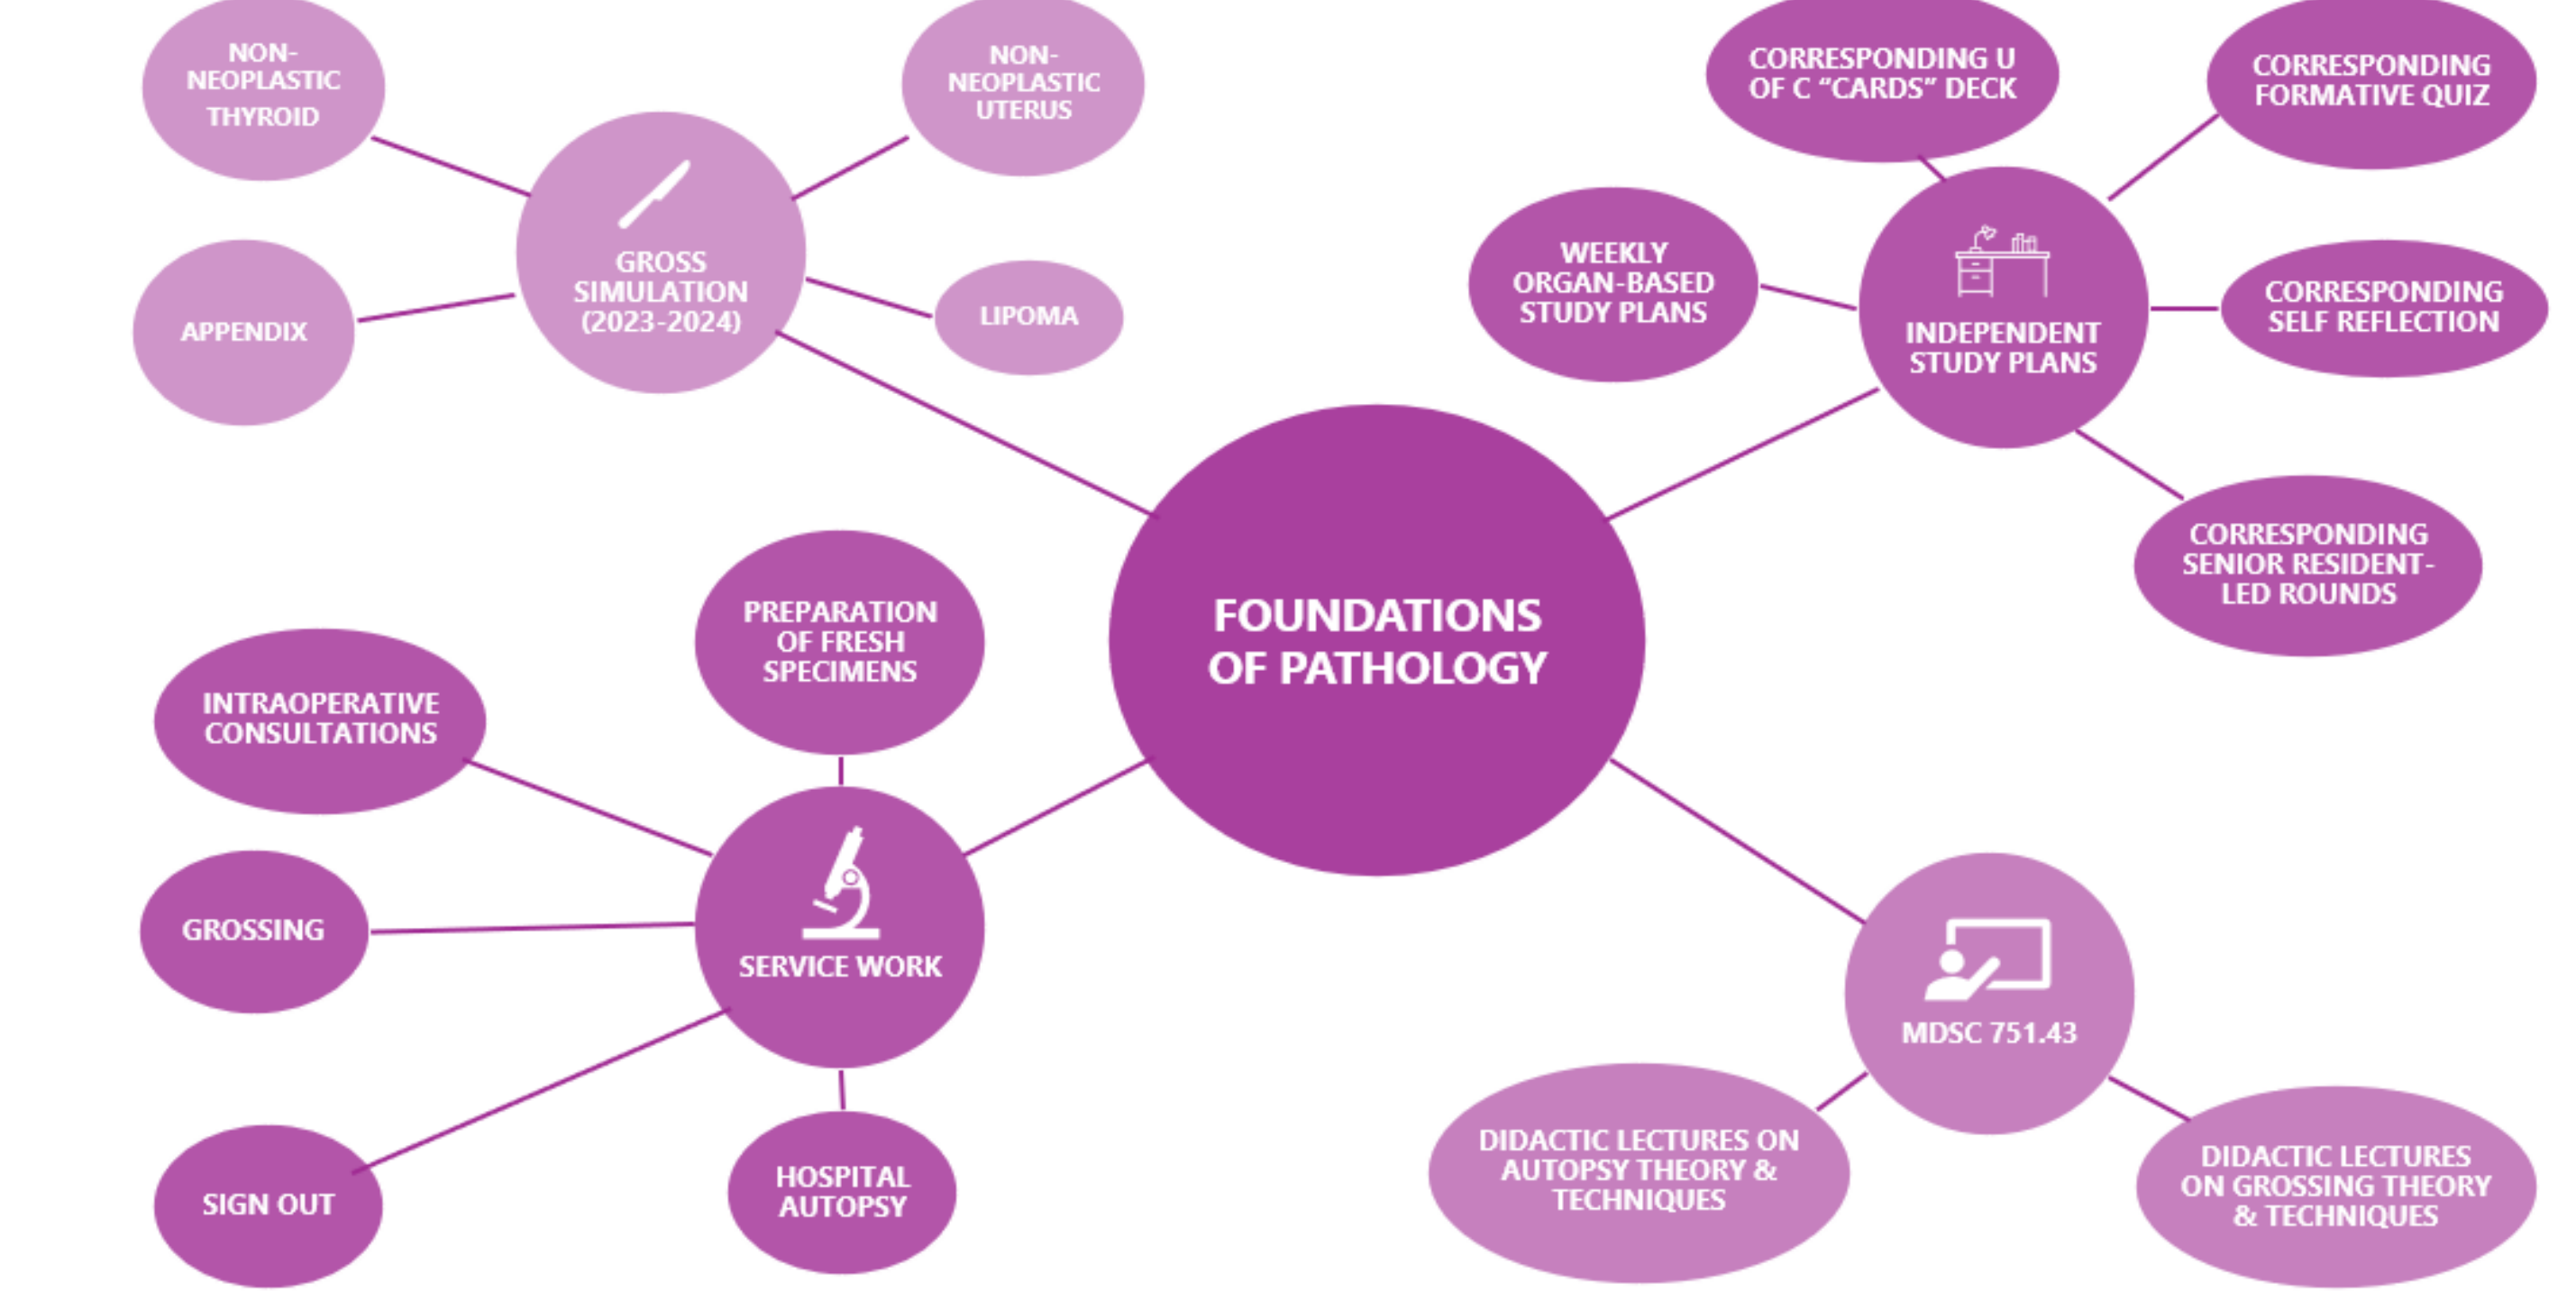 NON-
NEOPLASTIC
THYROID
NON-
NEOPLASTIC
UTERUS
GROSS
SIMULATION
(2023-2024)
APPENDIX
LIPOMA
CORRESPONDING U
OF C “CARDS” DECK
CORRESPONDING
FORMATIVE QUIZ
WEEKLY
ORGAN-BASED
STUDY PLANS
INDEPENDENT
STUDY PLANS
CORRESPONDING
SELF REFLECTION
CORRESPONDING
SENIOR RESIDENT-
LED ROUNDS
FOUNDATIONS
OF PATHOLOGY
PREPARATION
OF FRESH
SPECIMENS
INTRAOPERATIVE
CONSULTATIONS
GROSSING
SERVICE WORK
SIGN OUT
HOSPITAL
AUTOPSY
MDSC 751.43
DIDACTIC LECTURES ON
AUTOPSY THEORY &
TECHNIQUES
DIDACTIC LECTURES
ON GROSSING THEORY
& TECHNIQUES